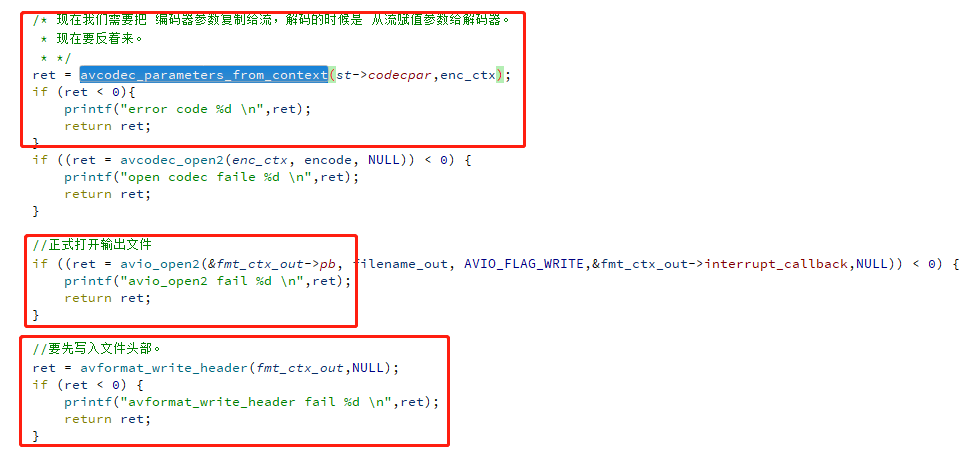 /* 现在我们需要把 编码器参数复制给流，解码的时候是 从流赋值参数给解码器。
 * 现在要反着来。
 * */
ret = avcodec_parameters_from_context(st->codecpar,enc_ctx);
if (ret < 0){
    printf("error code %d \n",ret);
    return ret;
}
if ((ret = avcodec_open2(enc_ctx, encode, NULL)) < 0) {
    printf("open codec faile %d \n",ret);
    return ret;
}
//正式打开输出文件
if ((ret = avio_open2(&fmt_ctx_out->pb, filename_out, AVIO_FLAG_WRITE,&fmt_ctx_out->interrupt_callback,NULL)) < 0) {
    printf("avio_open2 fail %d \n",ret);
    return ret;
}
//要先写入文件头部。
ret = avformat_write_header(fmt_ctx_out,NULL);
if (ret < 0) {
    printf("avformat_write_header fail %d \n",ret);
    return ret;
}